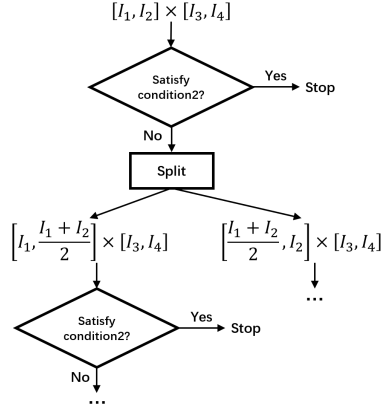 [I₁, I₂] × [I₃, I₄]
Satisfy
condition2?
Yes
Stop
No
Split
[I₁, (I₁ + I₂)/2] × [I₃, I₄]
[(I₁ + I₂)/2, I₂] × [I₃, I₄]
...
Satisfy
condition2?
Yes
Stop
No
...